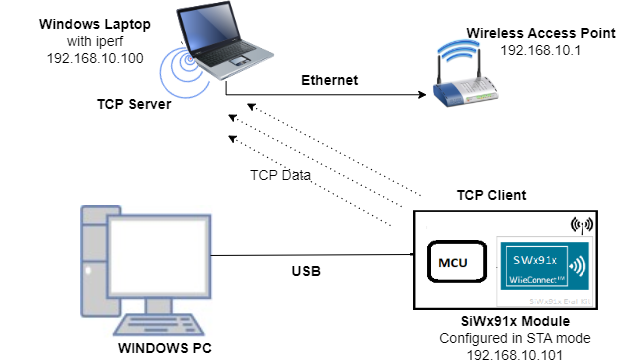 Windows Laptop
with iperf
192.168.10.100
TCP Server
Ethernet
Wireless Access Point
192.168.10.1
TCP Data
TCP Client
WINDOWS PC
USB
MCU
SWx91x
WiieConnect
SiWx91x Eval Kit
SiWx91x Module
Configured in STA mode
192.168.10.101